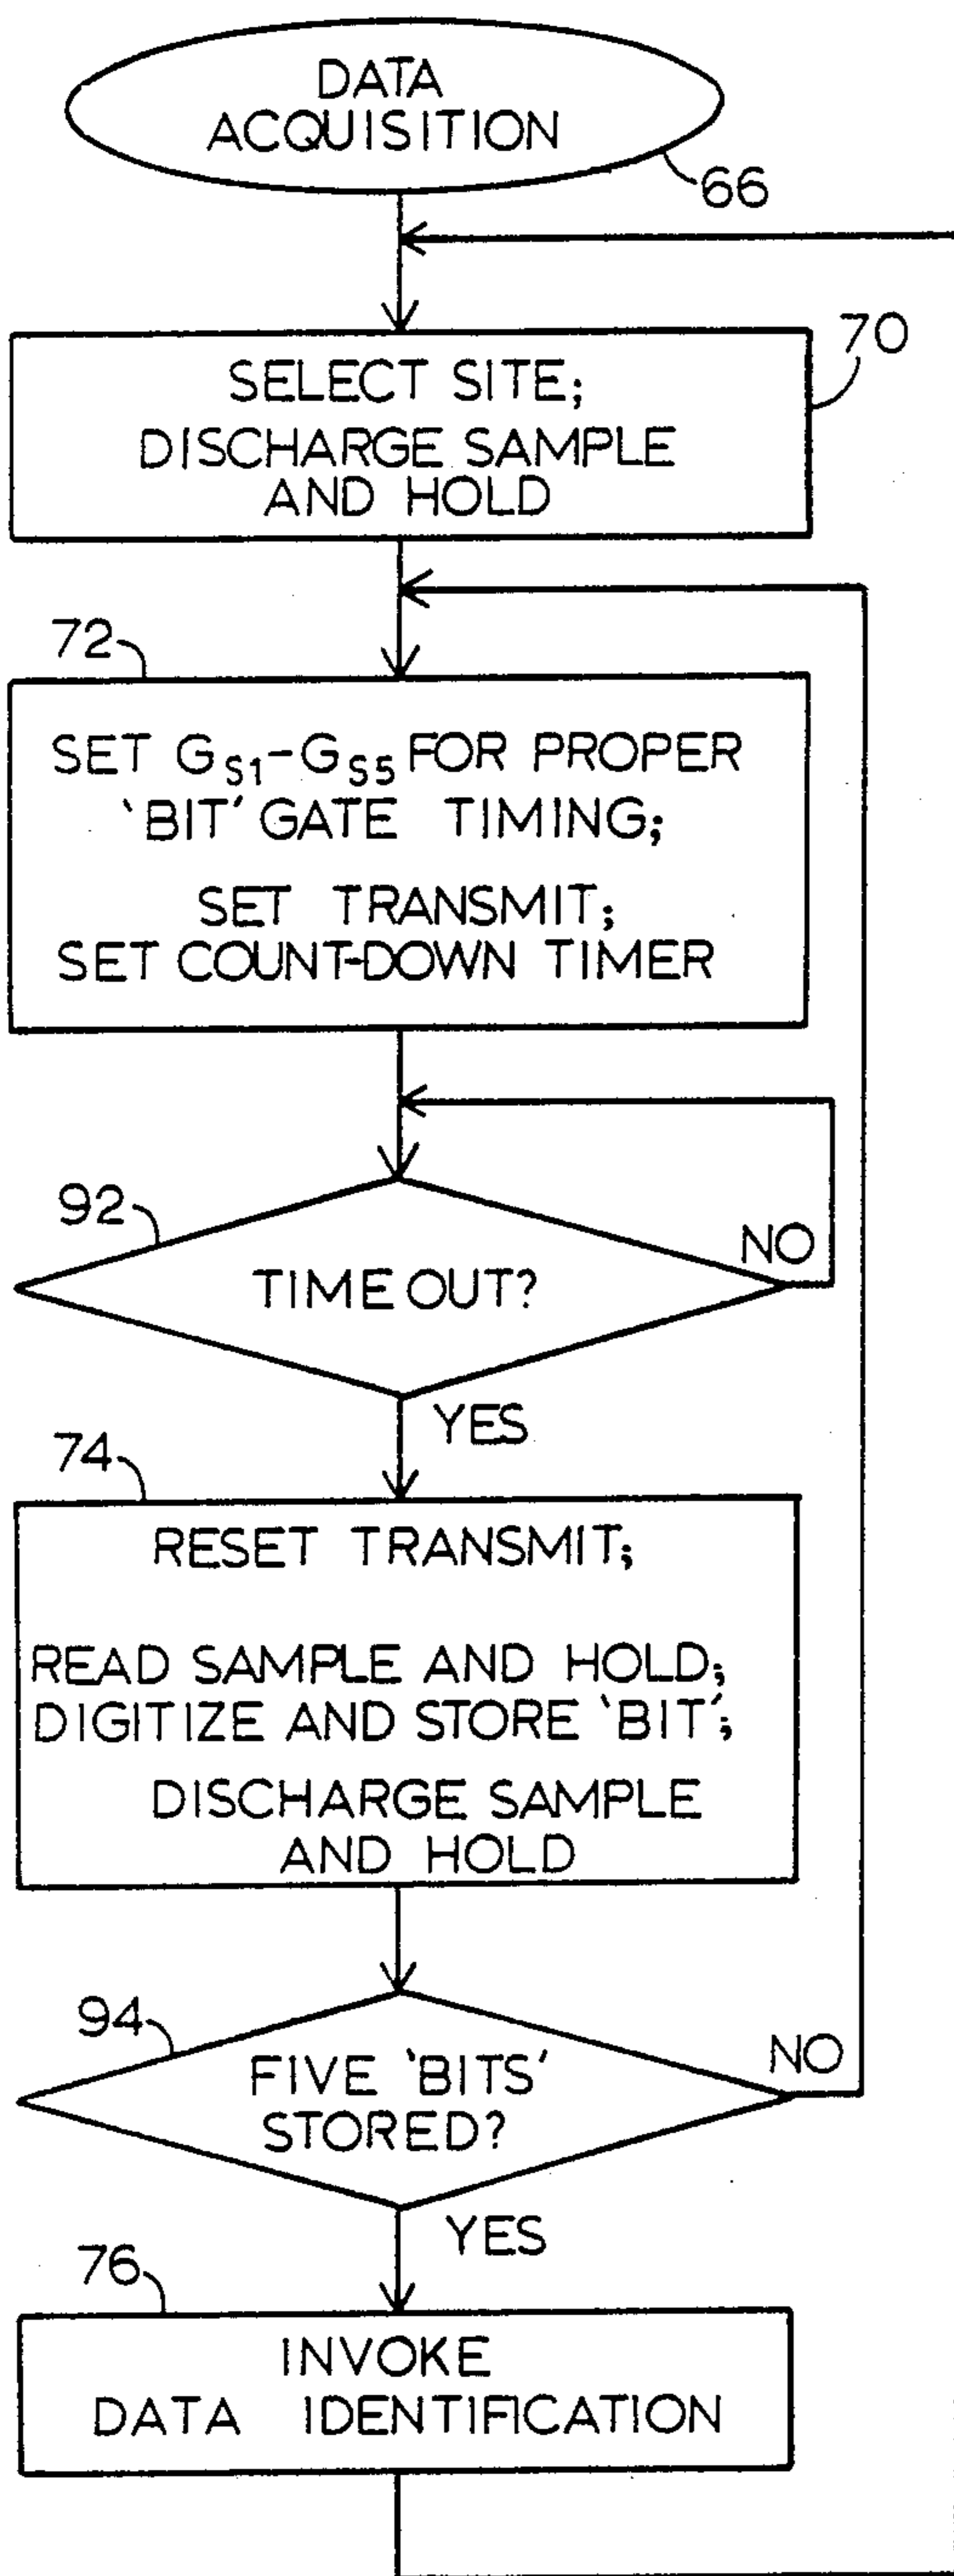 DATA
ACQUISITION
66
70
SELECT SITE;
DISCHARGE SAMPLE
AND HOLD
72
SET G_S1-G_S5 FOR PROPER
'BIT' GATE TIMING;
SET TRANSMIT;
SET COUNT-DOWN TIMER
92
NO
TIME OUT?
YES
74
RESET TRANSMIT;
READ SAMPLE AND HOLD;
DIGITIZE AND STORE 'BIT';
DISCHARGE SAMPLE
AND HOLD
94
NO
FIVE 'BITS'
STORED?
YES
76
INVOKE
DATA IDENTIFICATION